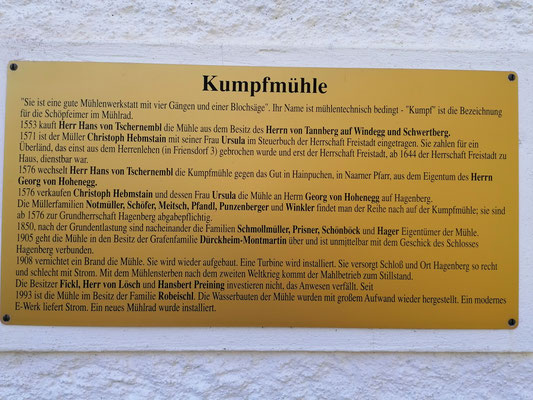 Kumpfmühle
"Sie ist eine gute Mühlenwerkstatt mit vier Gängen und einer Blochsäge". Ihr Name ist mühlentechnisch bedingt - "Kumpf" ist die Bezeichnung
für die Schöpfeimer im Mühlrad.
1553 kauft Herr Hans von Tschernembl die Mühle aus dem Besitz des Herrn von Tannberg auf Windegg und Schwertberg.
1571 ist der Müller Christoph Hebmstain mit seiner Frau Ursula im Steuerbuch der Herrschaft Freistadt eingetragen. Sie zahlen für ein
Überländ, das einst aus dem Herrenlehen (in Friensdorf 3) gebrochen wurde und erst der Herrschaft Freistadt, ab 1644 der Herrschaft Freistadt zu
Haus, dienstbar war.
1576 wechselt Herr Hans von Tschernembl die Kumpfmühle gegen das Gut in Hainpuchen, in Naarner Pfarr, aus dem Eigentum des Herrn
Georg von Hohenegg.
1576 verkaufen Christoph Hebmstain und dessen Frau Ursula die Mühle an Herrn Georg von Hohenegg auf Hagenberg.
Die Müllerfamilien Notmüller, Schöfer, Meitsch, Pfandl, Punzenberger und Winkler findet man der Reihe nach auf der Kumpfmühle; sie sind
ab 1576 zur Grundherrschaft Hagenberg abgabepflichtig.
1850, nach der Grundentlastung sind nacheinander die Familien Schmollmüller, Prisner, Schönböck und Hager Eigentümer der Mühle.
1905 geht die Mühle in den Besitz der Grafenfamilie Dürckheim-Montmartin über und ist unmittelbar mit dem Geschick des Schlosses
Hagenberg verbunden.
1908 vernichtet ein Brand die Mühle. Sie wird wieder aufgebaut. Eine Turbine wird installiert. Sie versorgt Schloß und Ort Hagenberg so recht
und schlecht mit Strom. Mit dem Mühlensterben nach dem zweiten Weltkrieg kommt der Mahlbetrieb zum Stillstand.
Die Besitzer Fickl, Herr von Lösch und Hansbert Preining investieren nicht, das Anwesen verfällt. Seit
1993 ist die Mühle im Besitz der Familie Robeischl. Die Wasserbauten der Mühle wurden mit großem Aufwand wieder hergestellt. Ein modernes
E-Werk liefert Strom. Ein neues Mühlrad wurde installiert.